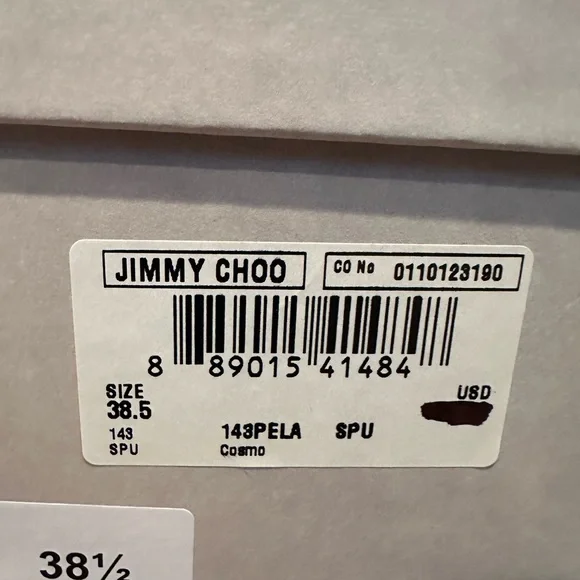 JIMMY CHOO CO No 0110123190
8 89015 41484
SIZE USD
38.5
143 143PELA SPU
SPU Cosmo
38½